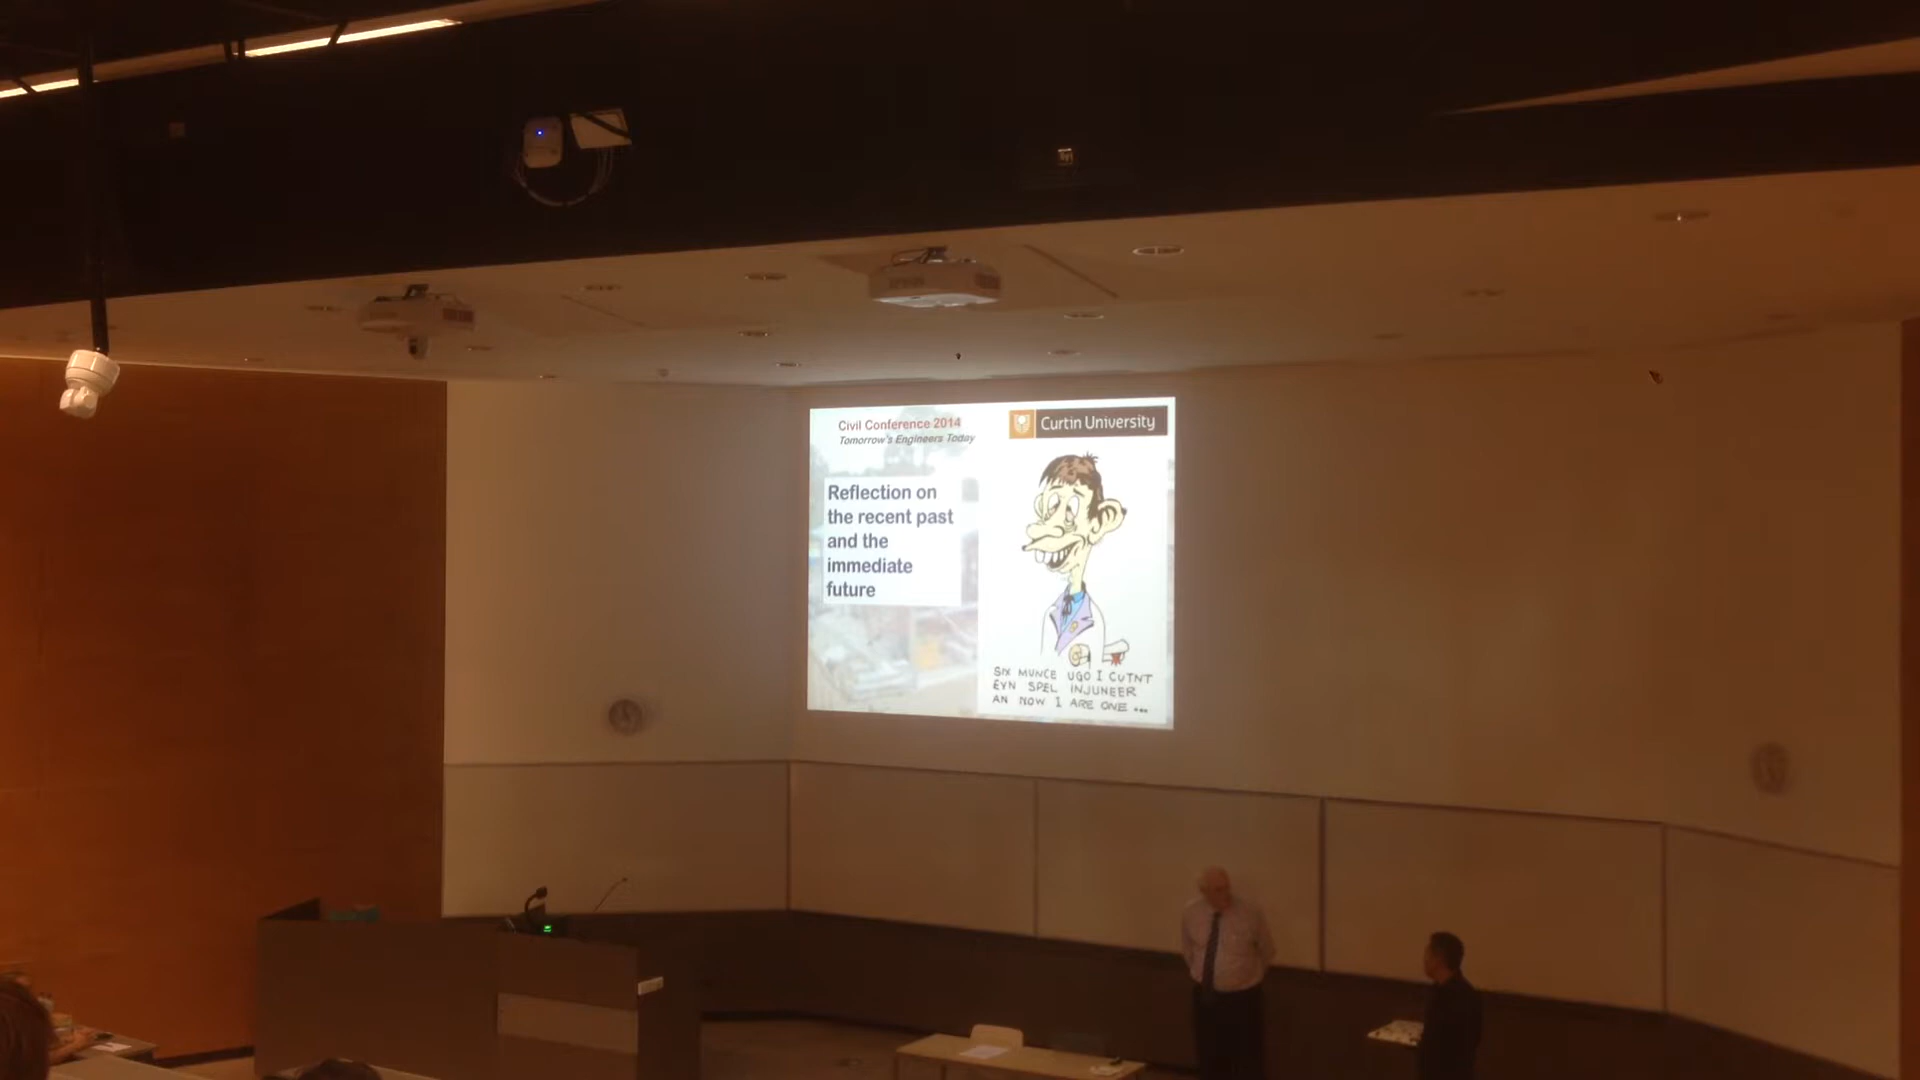 Civil Conference 2014
Tomorrow's Engineers Today
Curtin University
Reflection on
the recent past
and the
immediate
future
SIX MUNCE UGO I CUTNT
EYN SPEL INJUNEER
AN NOW I ARE ONE ...